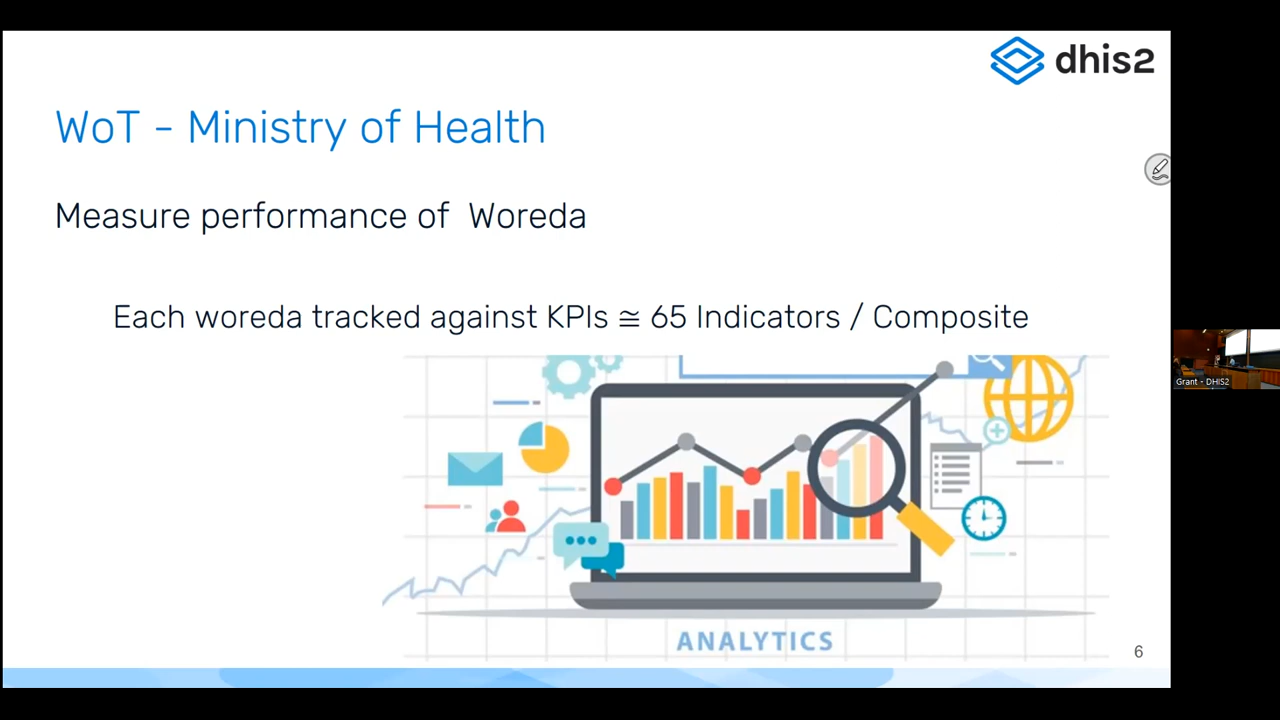 dhis2
WoT - Ministry of Health
Measure performance of Woreda
Each woreda tracked against KPIs ≅ 65 Indicators / Composite
Grant - DHIS2
ANALYTICS
6